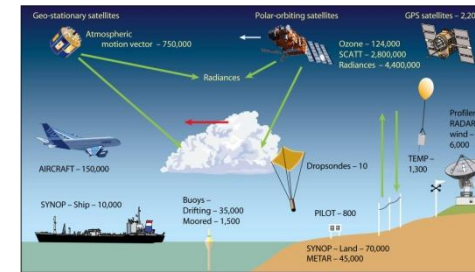 Geo-stationary satellites
Polar-orbiting satellites
GPS satellites – 2,20
Atmospheric
motion vector – 750,000
Ozone – 124,000
SCATT – 2,800,000
Radiances – 4,400,000
Radiances
Profiler
RADAR
wind –
6,000
AIRCRAFT – 150,000
Dropsondes – 10
TEMP –
1,300
SYNOP – Ship – 10,000
Buoys –
Drifting – 35,000
Moored – 1,500
PILOT – 800
SYNOP – Land – 70,000
METAR – 45,000